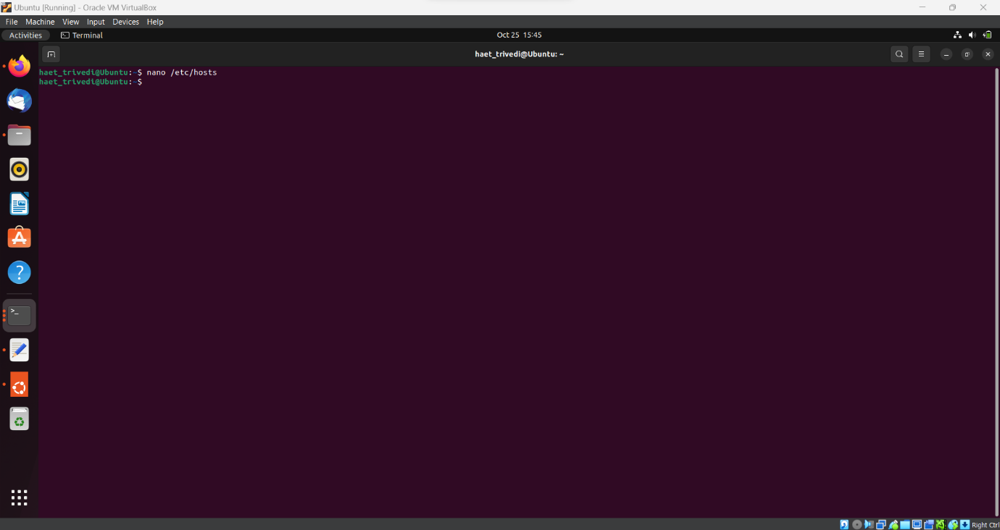 Ubuntu [Running] - Oracle VM VirtualBox
File Machine View Input Devices Help
Activities Terminal Oct 25 15:45
haet_trivedi@Ubuntu: ~
haet_trivedi@Ubuntu:~$ nano /etc/hosts
haet_trivedi@Ubuntu:~$
Right Ctrl